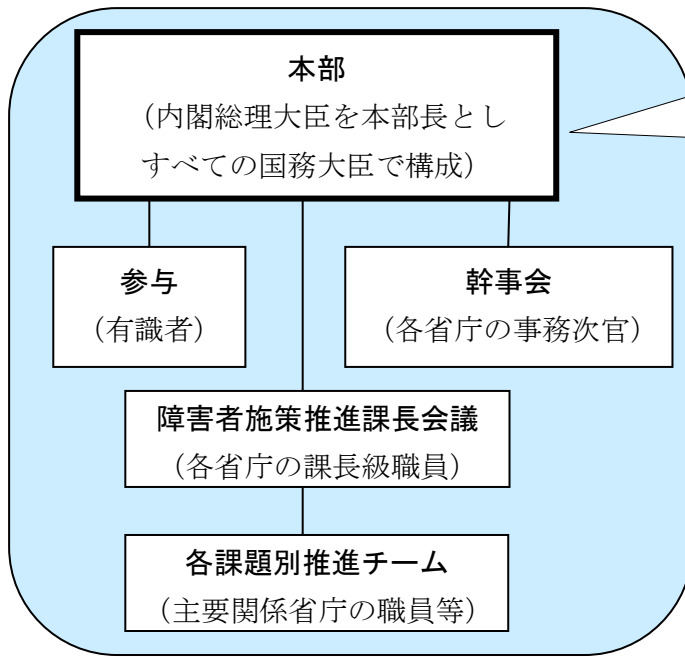 本部
（内閣総理大臣を本部長とし
すべての国務大臣で構成）
参与
（有識者）
幹事会
（各省庁の事務次官）
障害者施策推進課長会議
（各省庁の課長級職員）
各課題別推進チーム
（主要関係省庁の職員等）